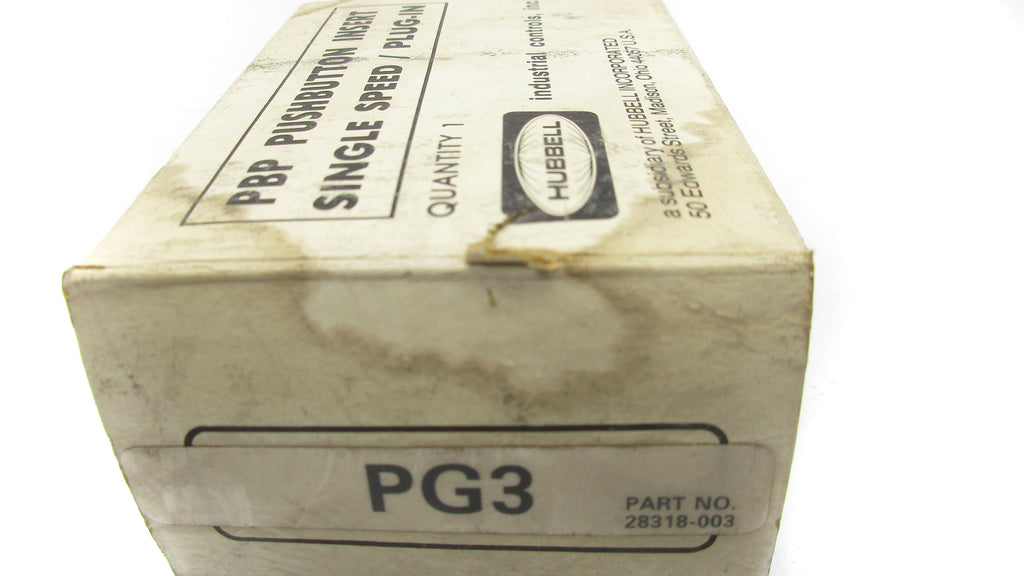 PBP PUSHBUTTON INSERT
SINGLE SPEED / PLUG-IN
QUANTITY 1
HUBBELL
industrial controls, inc.
a subsidiary of HUBBELL INCORPORATED
50 Edwards Street, Madison, Ohio 44057 U.S.A.
PG3
PART NO.
28318-003